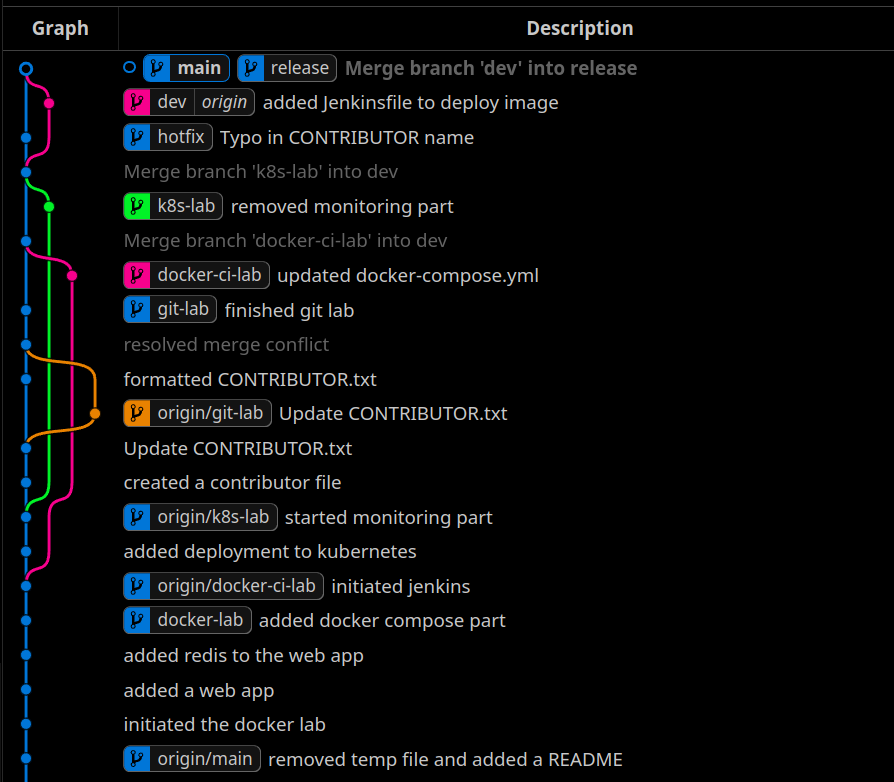 Graph Description
main release Merge branch 'dev' into release
dev origin added Jenkinsfile to deploy image
hotfix Typo in CONTRIBUTOR name
Merge branch 'k8s-lab' into dev
k8s-lab removed monitoring part
Merge branch 'docker-ci-lab' into dev
docker-ci-lab updated docker-compose.yml
git-lab finished git lab
resolved merge conflict
formatted CONTRIBUTOR.txt
origin/git-lab Update CONTRIBUTOR.txt
Update CONTRIBUTOR.txt
created a contributor file
origin/k8s-lab started monitoring part
added deployment to kubernetes
origin/docker-ci-lab initiated jenkins
docker-lab added docker compose part
added redis to the web app
added a web app
initiated the docker lab
origin/main removed temp file and added a README